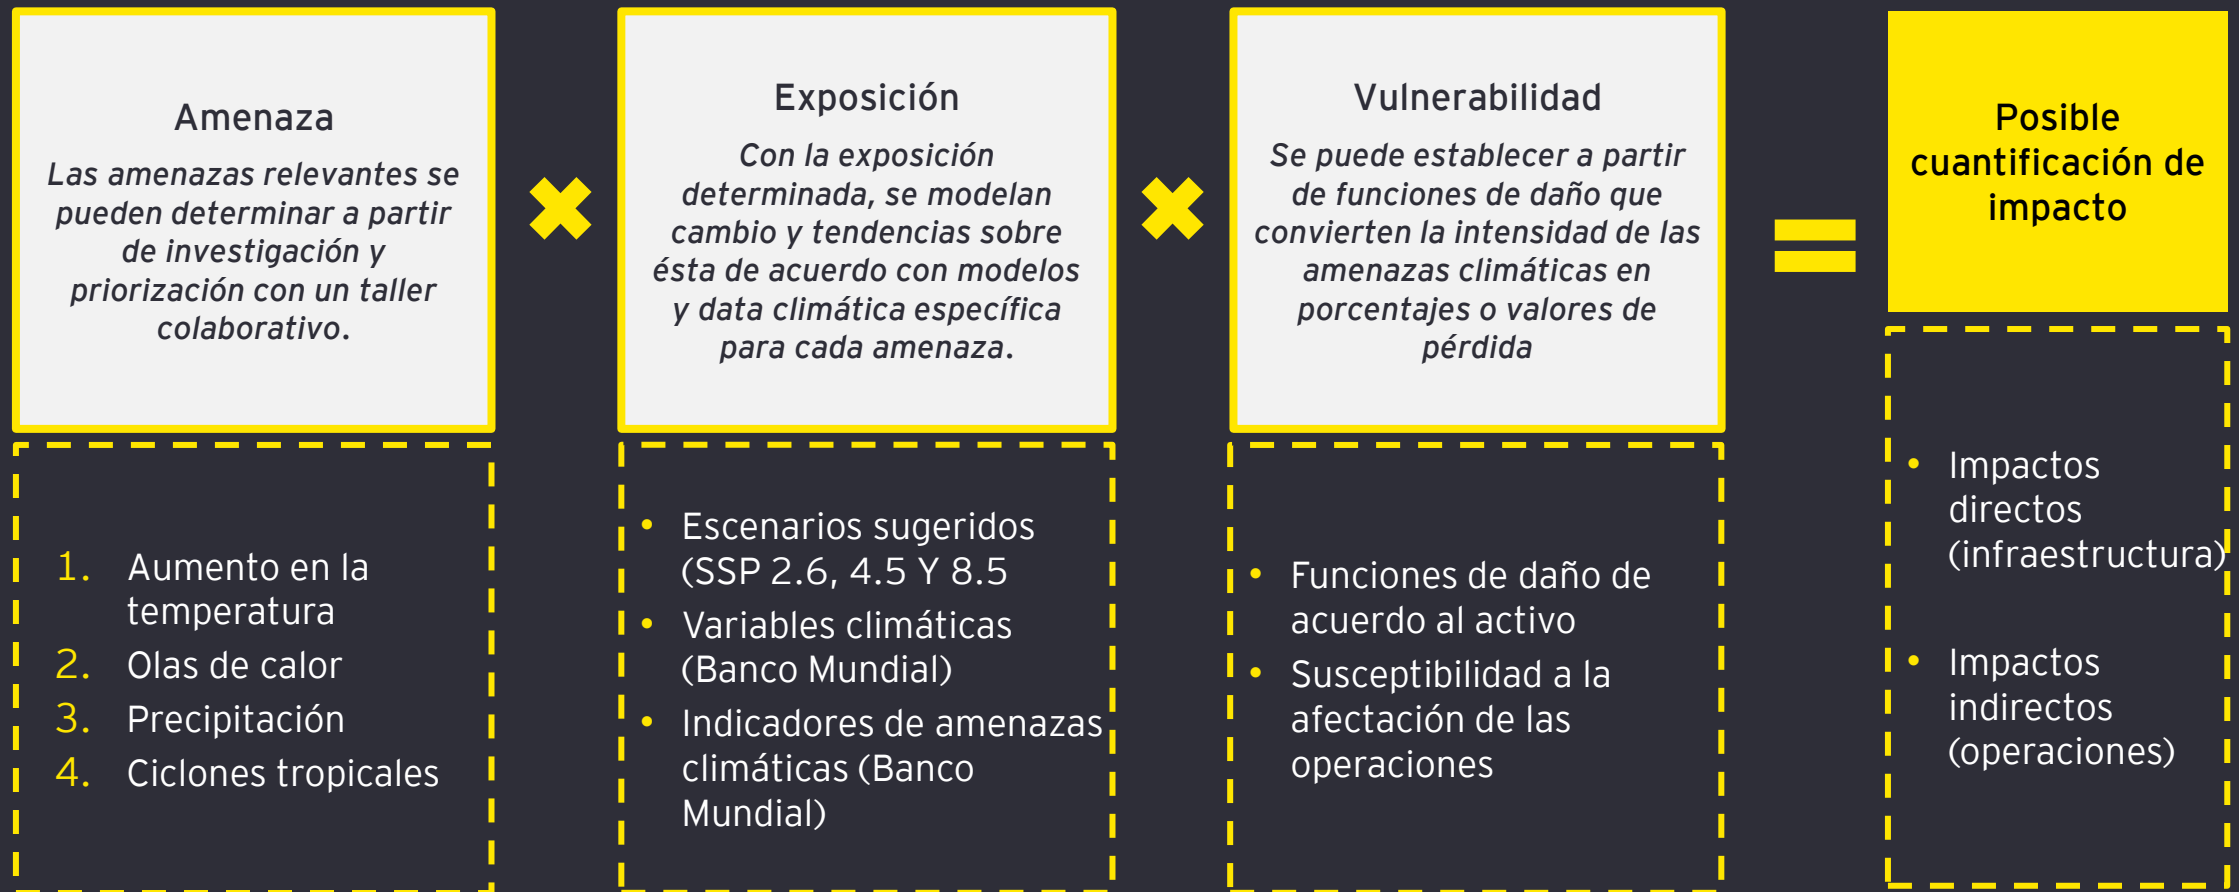 Amenaza
Las amenazas relevantes se
pueden determinar a partir
de investigación y
priorización con un taller
colaborativo.
Exposición
Con la exposición
determinada, se modelan
cambio y tendencias sobre
ésta de acuerdo con modelos
y data climática específica
para cada amenaza.
Vulnerabilidad
Se puede establecer a partir
de funciones de daño que
convierten la intensidad de las
amenazas climáticas en
porcentajes o valores de
pérdida
Posible
cuantificación de
impacto
1. Aumento en la
temperatura
2. Olas de calor
3. Precipitación
4. Ciclones tropicales
• Escenarios sugeridos
(SSP 2.6, 4.5 Y 8.5
• Variables climáticas
(Banco Mundial)
• Indicadores de amenazas
climáticas (Banco
Mundial)
• Funciones de daño de
acuerdo al activo
• Susceptibilidad a la
afectación de las
operaciones
• Impactos
directos
(infraestructura)
• Impactos
indirectos
(operaciones)